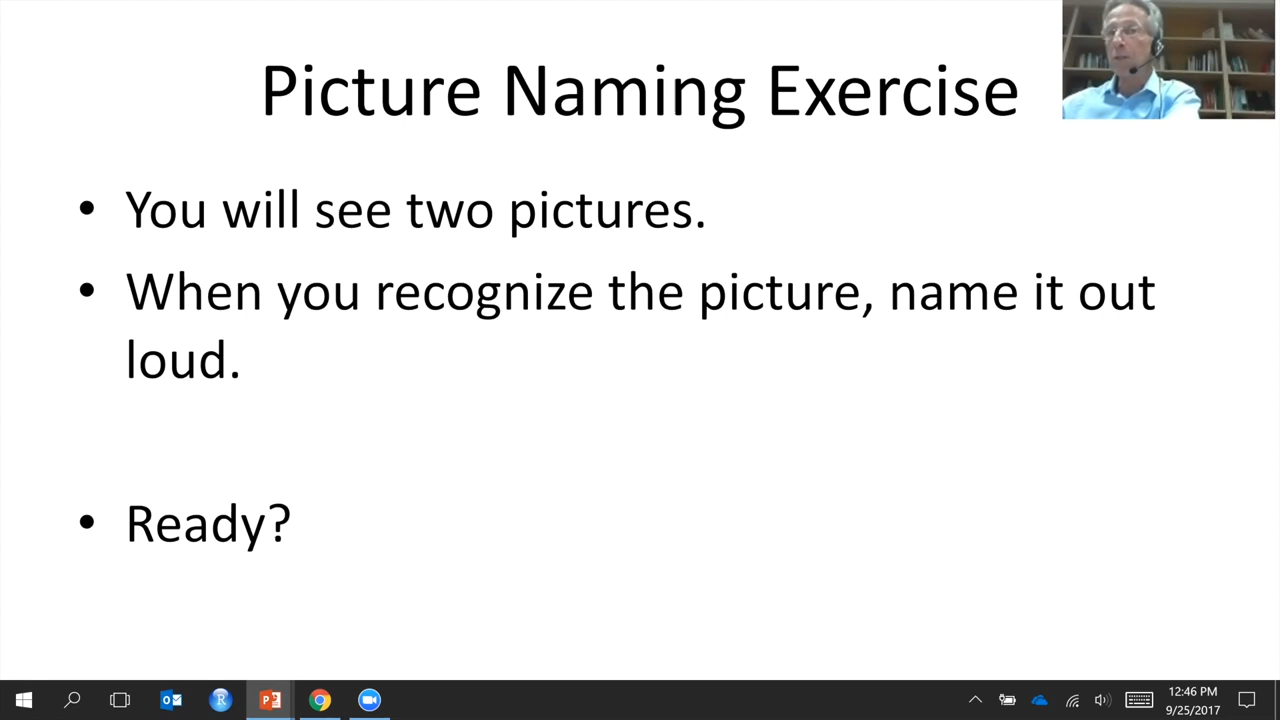 Picture Naming Exercise
• You will see two pictures.
• When you recognize the picture, name it out
loud.
• Ready?
12:46 PM
9/25/2017